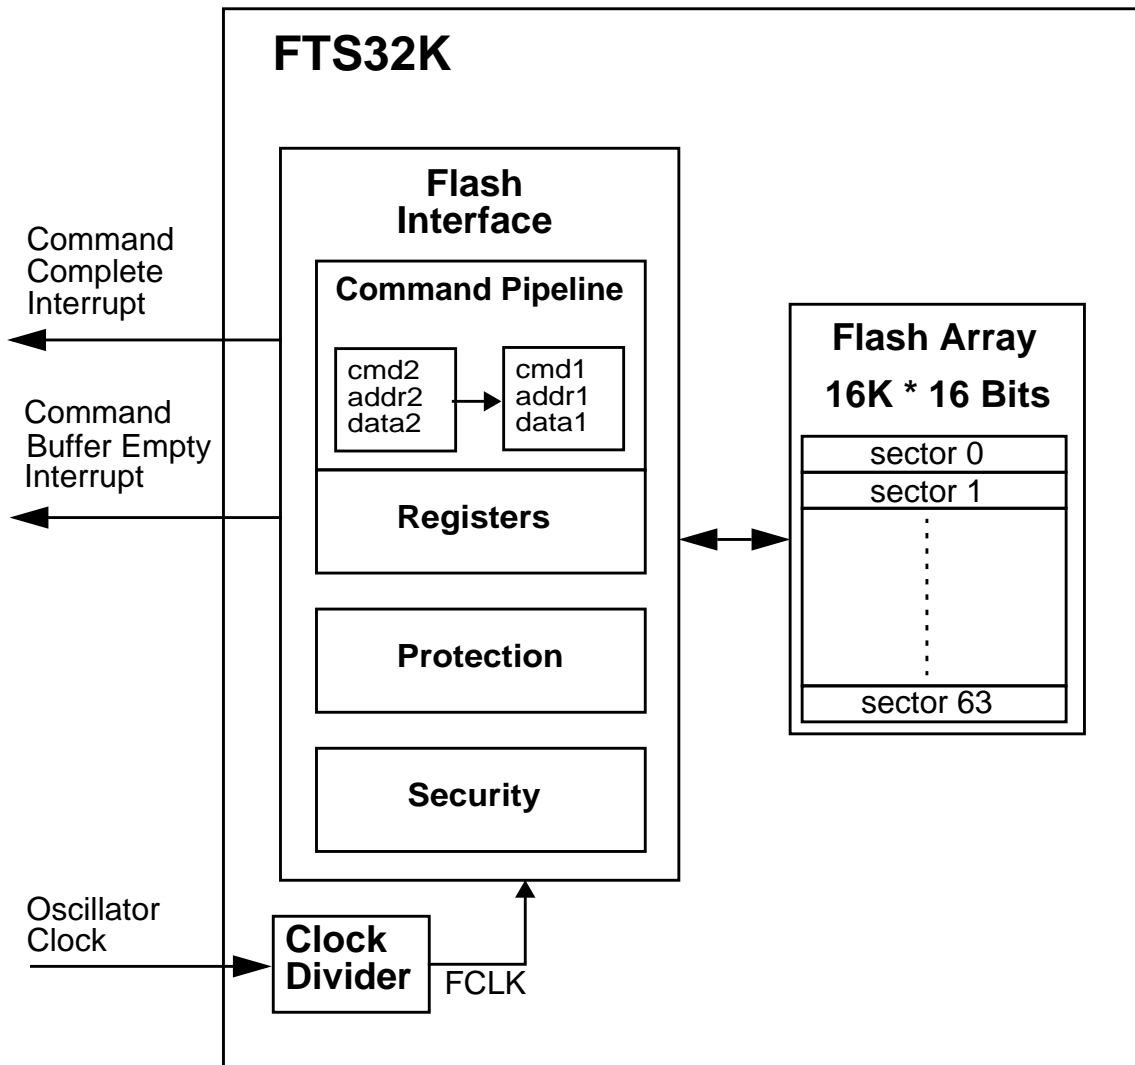 FTS32K
Flash
Interface
Command
Complete
Interrupt
Command Pipeline
cmd2
addr2
data2
cmd1
addr1
data1
Command
Buffer Empty
Interrupt
Registers
Protection
Security
Flash Array
16K * 16 Bits
sector 0
sector 1
sector 63
Oscillator
Clock
Clock
Divider
FCLK